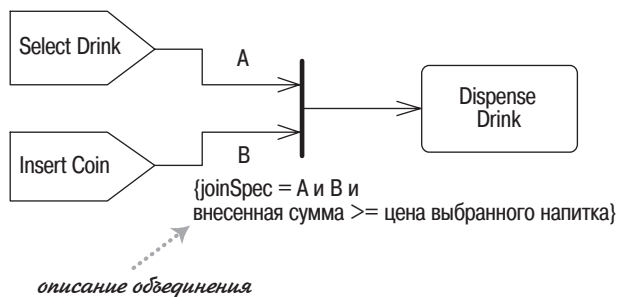 Select Drink
A
Dispense
Drink
Insert Coin
B
{joinSpec = A и B и
внесенная сумма >= цена выбранного напитка}
описание объединения